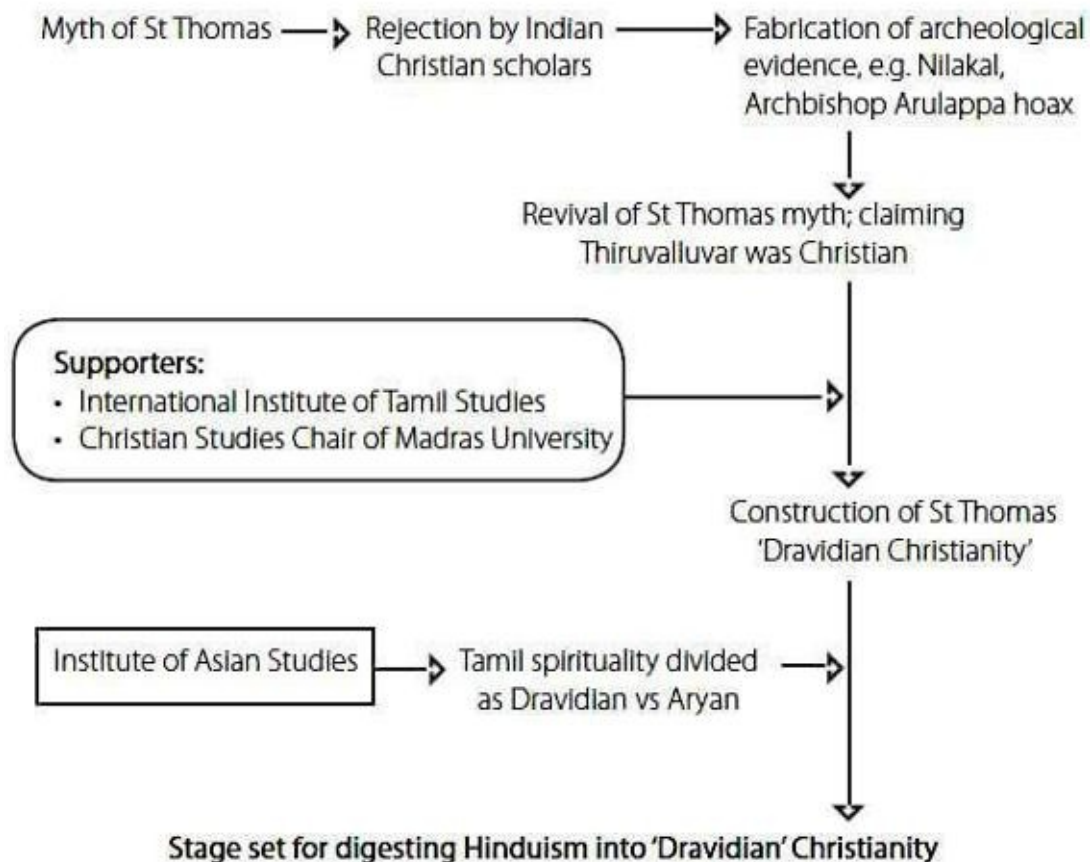 Myth of St Thomas
Rejection by Indian
Christian scholars
Fabrication of archeological
evidence, e.g. Nilakal,
Archbishop Arulappa hoax
Revival of St Thomas myth; claiming
Thiruvalluvar was Christian
Supporters:
• International Institute of Tamil Studies
• Christian Studies Chair of Madras University
Construction of St Thomas
‘Dravidian Christianity’
Institute of Asian Studies
Tamil spirituality divided
as Dravidian vs Aryan
Stage set for digesting Hinduism into ‘Dravidian’ Christianity